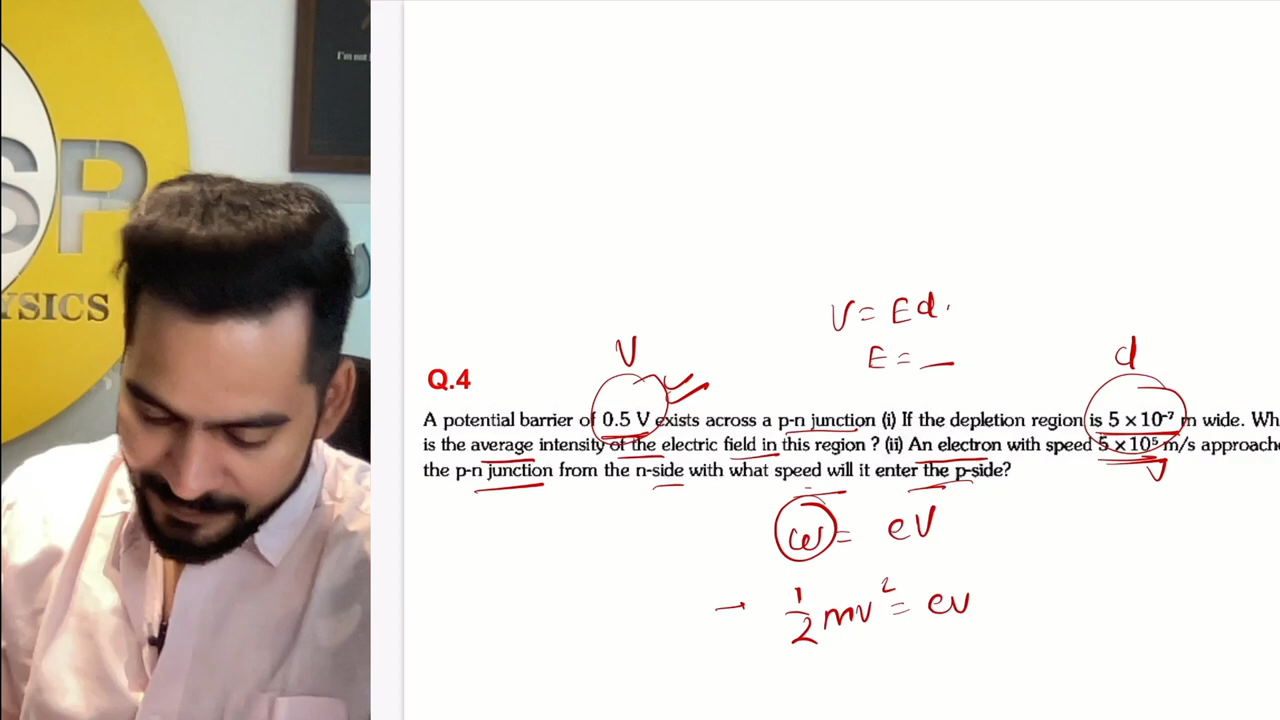 I'm not
SP
YSICS
V = Ed.
E = —
V
d
Q.4
A potential barrier of 0.5 V exists across a p-n junction (i) If the depletion region is 5 × 10⁻⁷ m wide. Wh
is the average intensity of the electric field in this region ? (ii) An electron with speed 5 × 10⁵ m/s approache
the p-n junction from the n-side with what speed will it enter the p-side?
V
w = eV
→ 1/2 mv² = ev